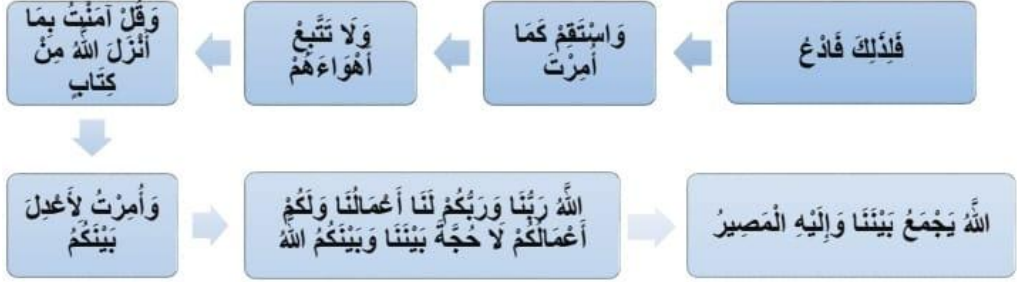 فَلِذَلِكَ فَادْعُ
وَاسْتَقِمْ كَمَا
أُمِرْتَ
وَلَا تَتَّبِعْ
أَهْوَاءَهُمْ
وَقُلْ آمَنْتُ بِمَا
أَنْزَلَ اللَّهُ مِنْ
كِتَابٍ
وَأُمِرْتُ لِأَعْدِلَ
بَيْنَكُمُ
اللَّهُ رَبُّنَا وَرَبُّكُمْ لَنَا أَعْمَالُنَا وَلَكُمْ
أَعْمَالُكُمْ لَا حُجَّةَ بَيْنَنَا وَبَيْنَكُمُ اللَّهُ
اللَّهُ يَجْمَعُ بَيْنَنَا وَإِلَيْهِ الْمَصِيرُ